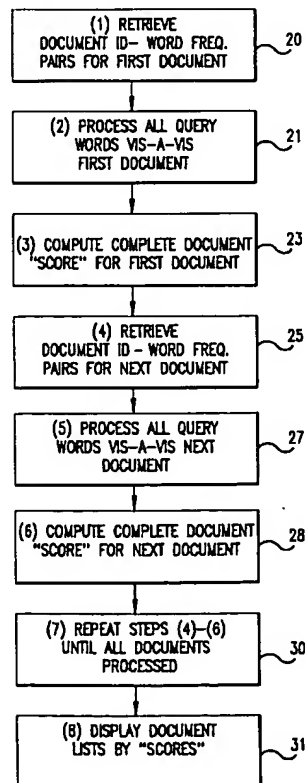 (1) RETRIEVE
DOCUMENT ID- WORD FREQ.
PAIRS FOR FIRST DOCUMENT
20
(2) PROCESS ALL QUERY
WORDS VIS-A-VIS
FIRST DOCUMENT
21
(3) COMPUTE COMPLETE DOCUMENT
"SCORE" FOR FIRST DOCUMENT
23
(4) RETRIEVE
DOCUMENT ID - WORD FREQ.
PAIRS FOR NEXT DOCUMENT
25
(5) PROCESS ALL QUERY
WORDS VIS-A-VIS NEXT
DOCUMENT
27
(6) COMPUTE COMPLETE DOCUMENT
"SCORE" FOR NEXT DOCUMENT
28
(7) REPEAT STEPS (4)-(6)
UNTIL ALL DOCUMENTS
PROCESSED
30
(8) DISPLAY DOCUMENT
LISTS BY "SCORES"
31